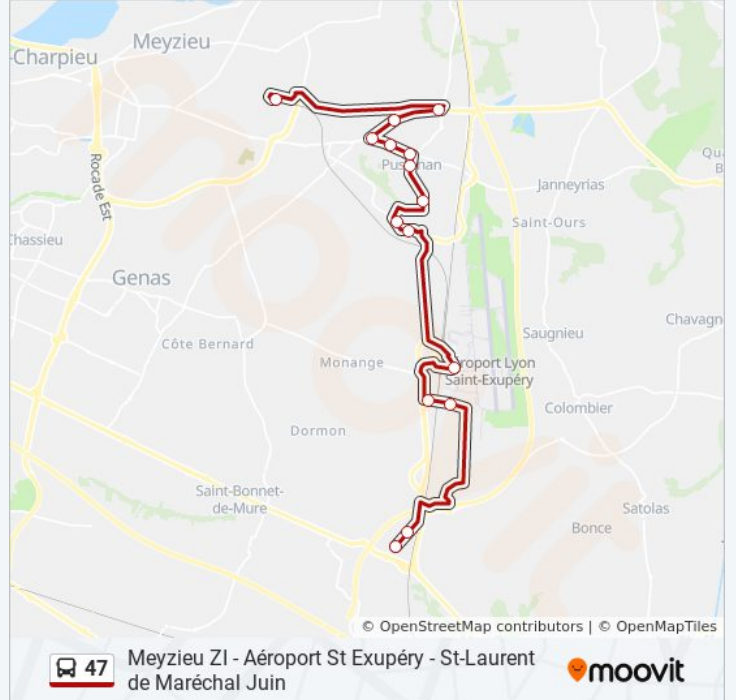 Meyzieu
-Charpieu
Rocade Est
Janneyrias
Saint-Ours
Chassieu
Genas
Saugnieu
Chavagn
Côte Bernard
Monange
Aéroport Lyon
Saint-Exupéry
Colombier
Dormon
Saint-Bonnet-
de-Mure
Satolas
Bonce
© OpenStreetMap contributors | © OpenMapTiles
47
Meyzieu ZI - Aéroport St Exupéry - St-Laurent
de Maréchal Juin
moovit